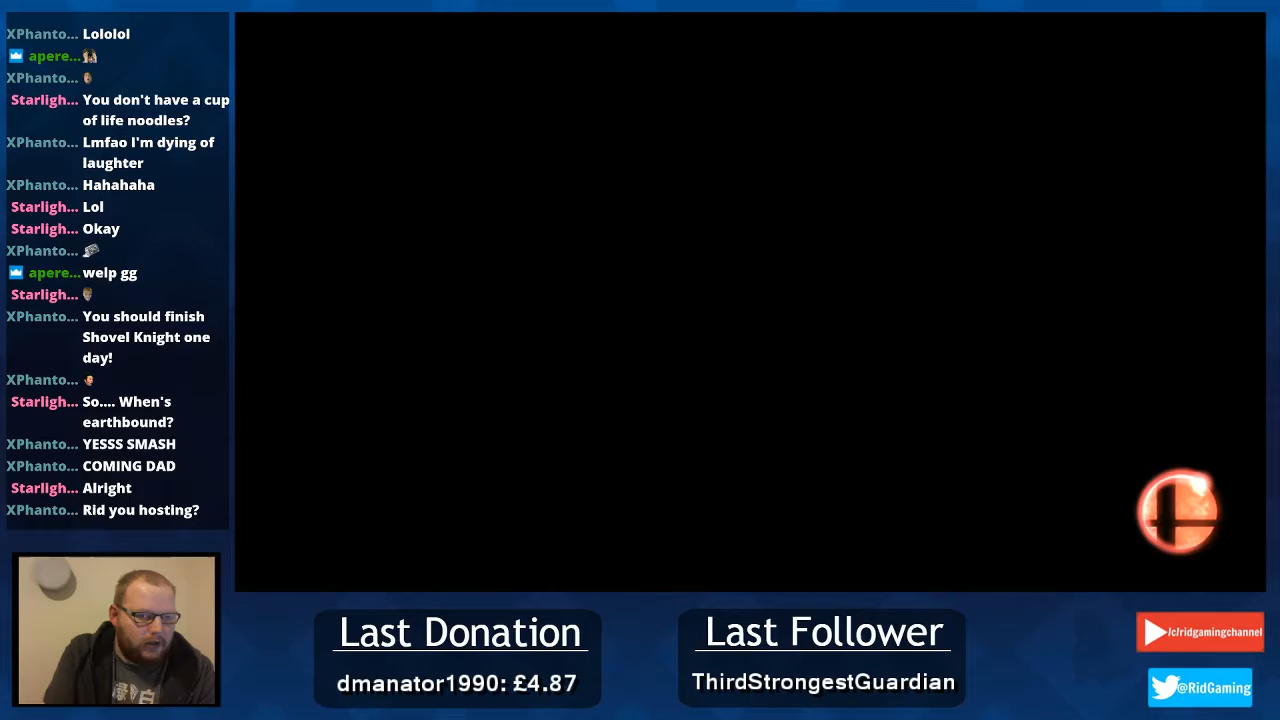 XPhanto... Lololol
apere...
XPhanto...
Starligh... You don't have a cup
of life noodles?
XPhanto... Lmfao I'm dying of
laughter
XPhanto... Hahahaha
Starligh... Lol
Starligh... Okay
XPhanto...
apere... welp gg
Starligh...
XPhanto... You should finish
Shovel Knight one
day!
XPhanto...
Starligh... So.... When's
earthbound?
XPhanto... YESSS SMASH
XPhanto... COMING DAD
Starligh... Alright
XPhanto... Rid you hosting?
Last Donation
dmanator1990: £4.87
Last Follower
ThirdStrongestGuardian
/c/ridgamingchannel
@RidGaming